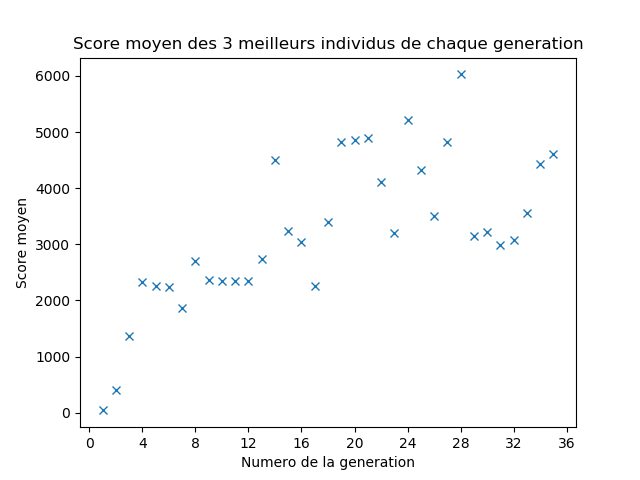 Score moyen des 3 meilleurs individus de chaque generation
6000
5000
4000
3000
2000
1000
0
Score moyen
0 4 8 12 16 20 24 28 32 36
Numero de la generation